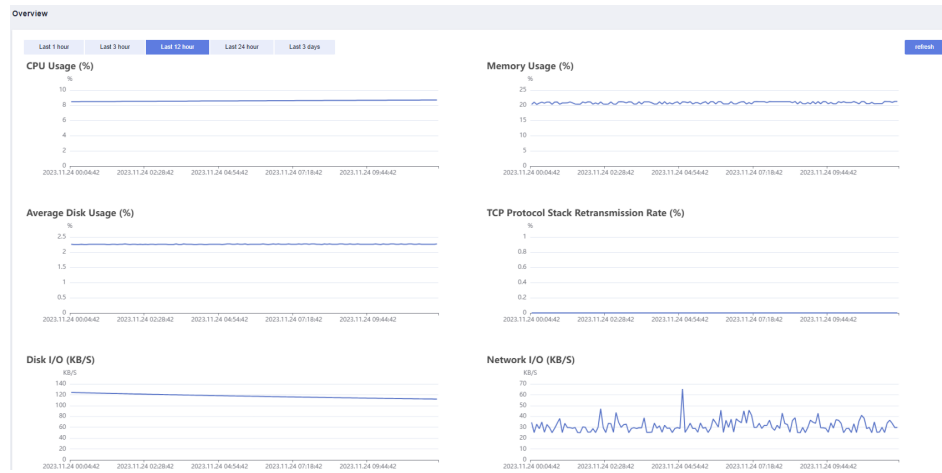 Overview
Last 1 hour Last 3 hour Last 12 hour Last 24 hour Last 3 days refresh
CPU Usage (%)
%
10
8
6
4
2
0
2023.11.24 00:04:42 2023.11.24 02:28:42 2023.11.24 04:54:42 2023.11.24 07:18:42 2023.11.24 09:44:42
Memory Usage (%)
%
25
20
15
10
5
0
2023.11.24 00:04:42 2023.11.24 02:28:42 2023.11.24 04:54:42 2023.11.24 07:18:42 2023.11.24 09:44:42
Average Disk Usage (%)
%
2.5
2
1.5
1
0.5
0
2023.11.24 00:04:42 2023.11.24 02:28:42 2023.11.24 04:54:42 2023.11.24 07:18:42 2023.11.24 09:44:42
TCP Protocol Stack Retransmission Rate (%)
%
1
0.8
0.6
0.4
0.2
0
2023.11.24 00:04:42 2023.11.24 02:28:42 2023.11.24 04:54:42 2023.11.24 07:18:42 2023.11.24 09:44:42
Disk I/O (KB/S)
KB/S
140
120
100
80
60
40
20
0
2023.11.24 00:04:42 2023.11.24 02:28:42 2023.11.24 04:54:42 2023.11.24 07:18:42 2023.11.24 09:44:42
Network I/O (KB/S)
KB/S
70
60
50
40
30
20
10
0
2023.11.24 00:04:42 2023.11.24 02:28:42 2023.11.24 04:54:42 2023.11.24 07:18:42 2023.11.24 09:44:42